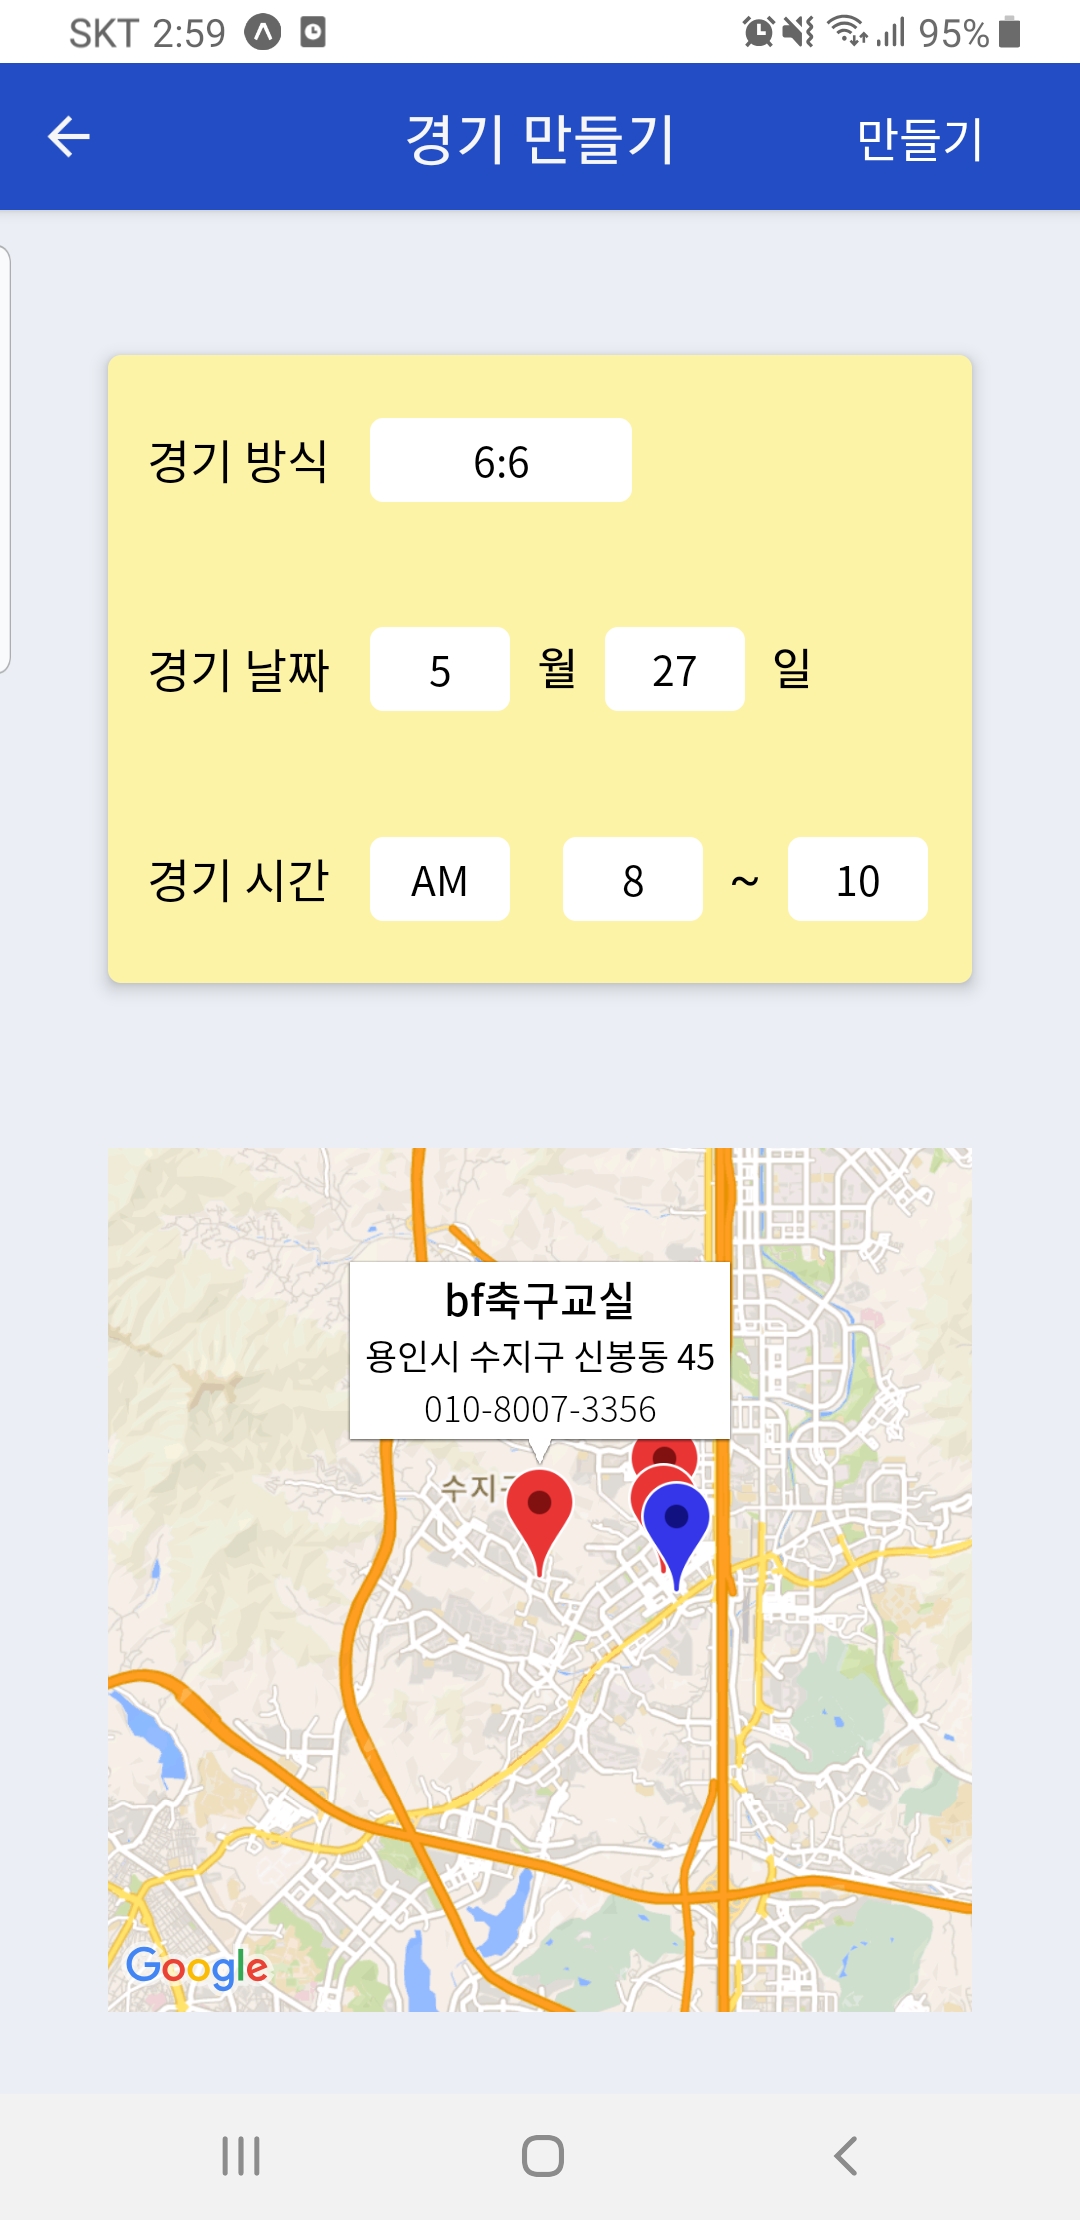 SKT 2:59 95%
경기 만들기 만들기
경기 방식 6:6
경기 날짜 5 월 27 일
경기 시간 AM 8 ~ 10
bf축구교실
용인시 수지구 신봉동 45
010-8007-3356
수지
Google